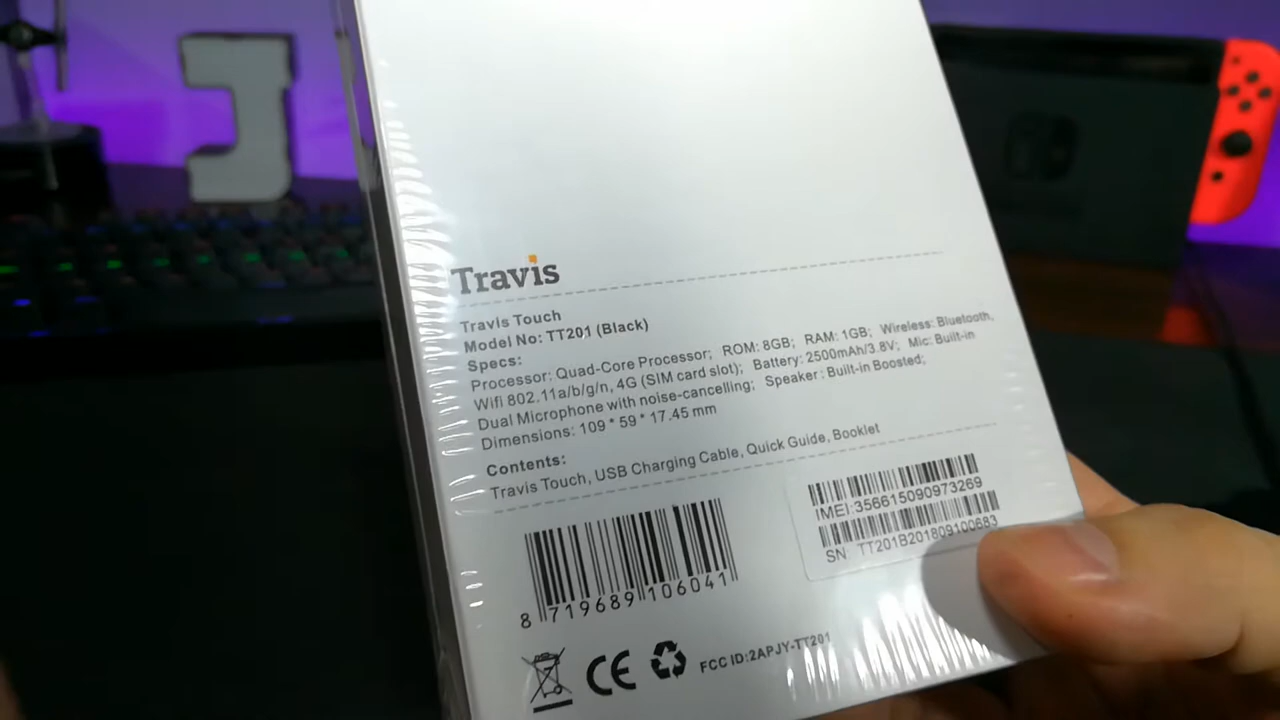 Travis
Travis Touch
Model No: TT201 (Black)
Specs:
Processor: Quad-Core Processor; ROM: 8GB; RAM: 1GB; Wireless: Bluetooth,
Wifi 802.11a/b/g/n, 4G (SIM card slot); Battery: 2500mAh/3.8V; Mic: Built-in
Dual Microphone with noise-cancelling; Speaker : Built-in Boosted;
Dimensions: 109 * 59 * 17.45 mm
Contents:
Travis Touch, USB Charging Cable, Quick Guide, Booklet
IMEI:356615090973269
SN: TT201B201809100683
8 719689 106041
CE
FCC ID:2APJY-TT201
J